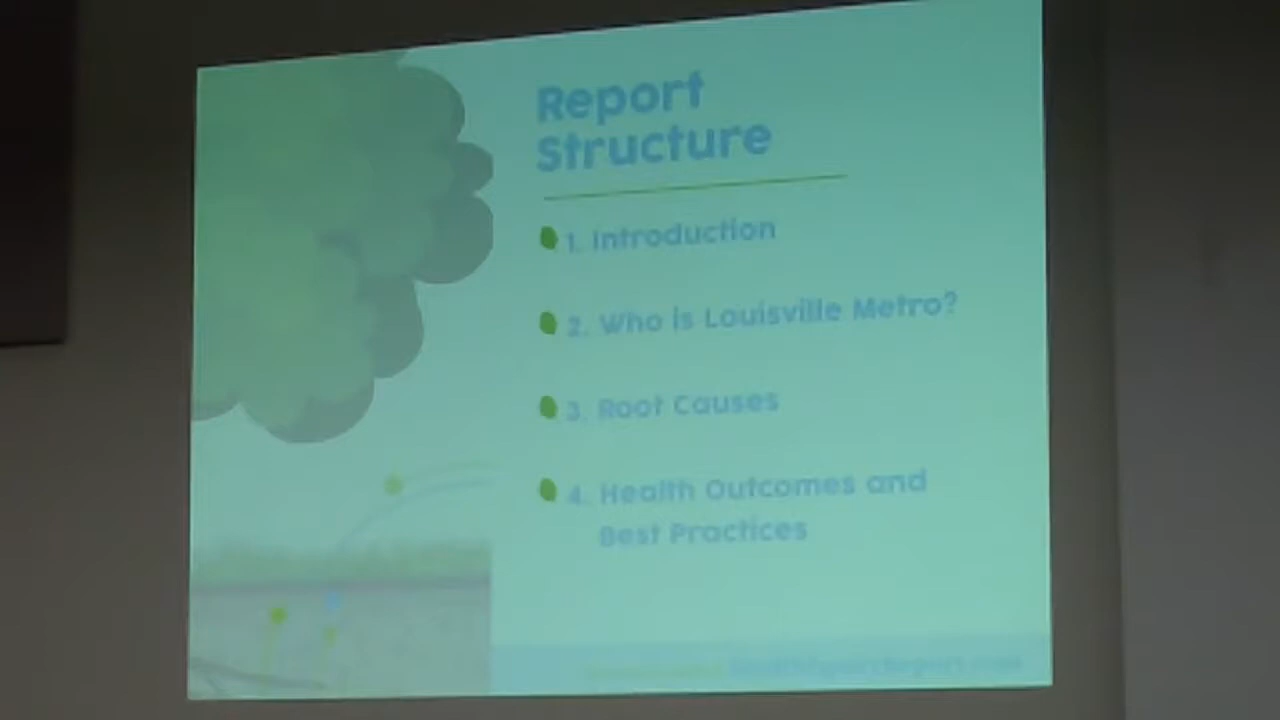 Report
Structure
1. Introduction
2. Who is Louisville Metro?
3. Root Causes
4. Health Outcomes and
Best Practices